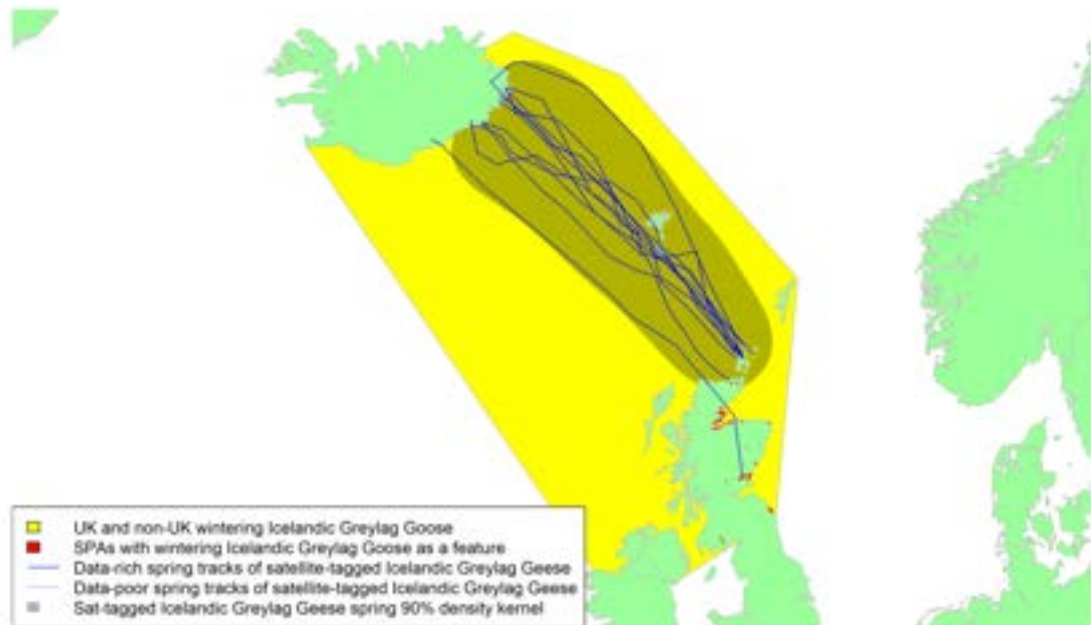 UK and non-UK wintering Icelandic Greylag Goose
SPAs with wintering Icelandic Greylag Goose as a feature
Data-rich spring tracks of satellite-tagged Icelandic Greylag Geese
Data-poor spring tracks of satellite-tagged Icelandic Greylag Geese
Sat-tagged Icelandic Greylag Geese spring 90% density kernel